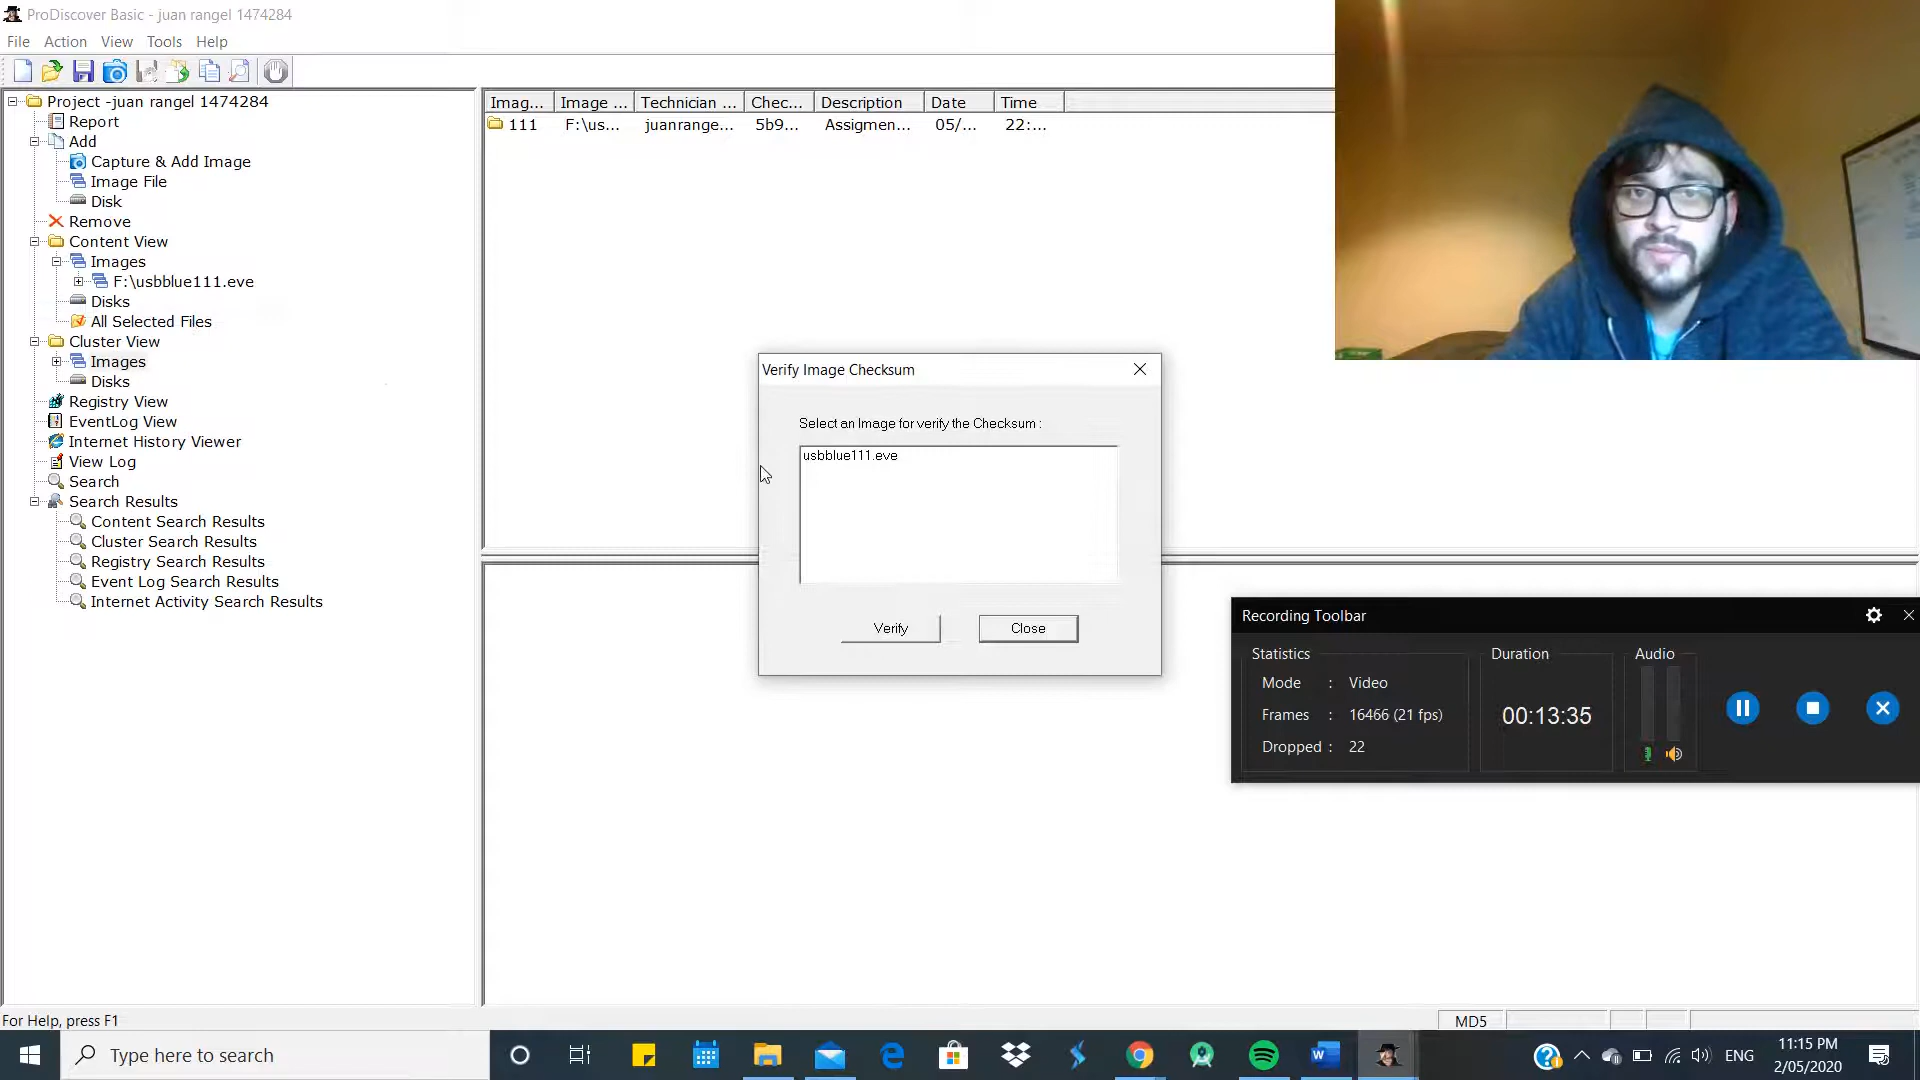 ProDiscover Basic - juan rangel 1474284
File Action View Tools Help
Project -juan rangel 1474284
Report
Add
Capture & Add Image
Image File
Disk
Remove
Content View
Images
F:\usbblue111.eve
Disks
All Selected Files
Cluster View
Images
Disks
Registry View
EventLog View
Internet History Viewer
View Log
Search
Search Results
Content Search Results
Cluster Search Results
Registry Search Results
Event Log Search Results
Internet Activity Search Results
Imag... Image ... Technician ... Chec... Description Date Time
111 F:\us... juanrange... 5b9... Assigmen... 05/... 22:...
Verify Image Checksum
Select an Image for verify the Checksum :
usbblue111.eve
Verify Close
Recording Toolbar
Statistics Duration Audio
Mode : Video
Frames : 16466 (21 fps)
Dropped : 22
00:13:35
For Help, press F1
MD5
Type here to search
ENG
11:15 PM
2/05/2020